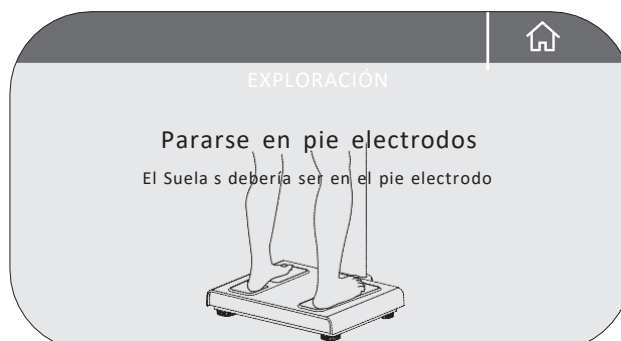 EXPLORACIÓN
Pararse en pie electrodos
El Suela s debería ser en el pie electrodo